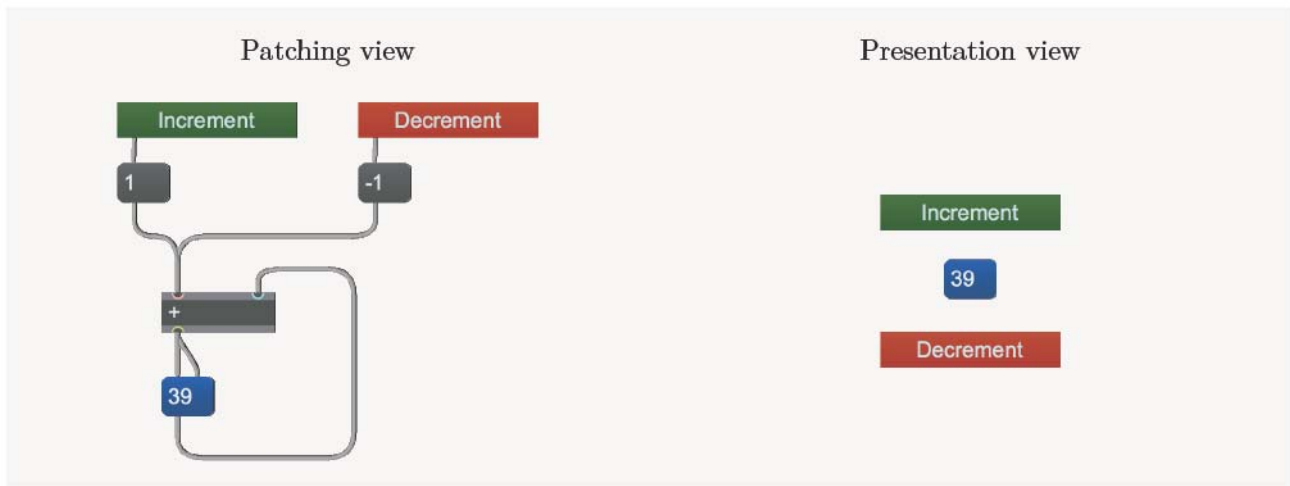 Patching view
Increment
Decrement
1
-1
+
39
Presentation view
Increment
39
Decrement